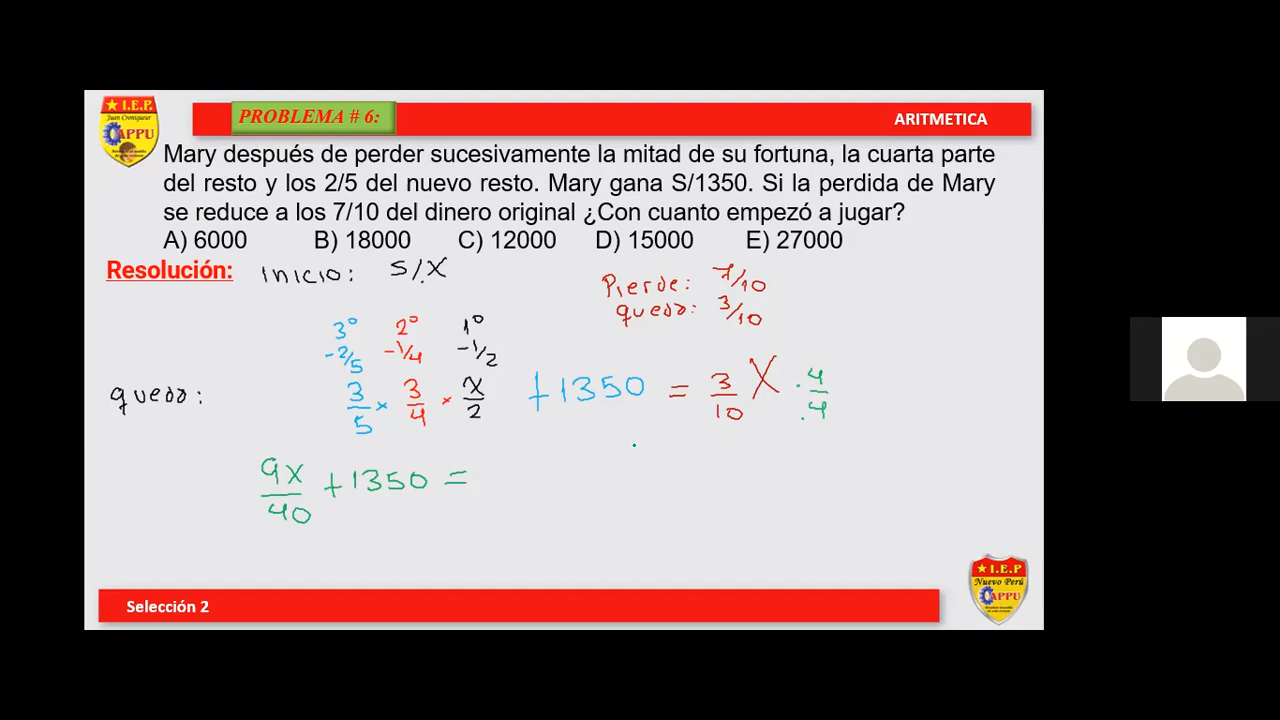 ★ I.E.P.
Juan Croniqueur
APPU
PROBLEMA # 6:
ARITMETICA
Mary después de perder sucesivamente la mitad de su fortuna, la cuarta parte
del resto y los 2/5 del nuevo resto. Mary gana S/1350. Si la perdida de Mary
se reduce a los 7/10 del dinero original ¿Con cuanto empezó a jugar?
A) 6000 B) 18000 C) 12000 D) 15000 E) 27000
Resolución: Inicio: S/.X
Pierde: 7/10
queda: 3/10
3° 2° 1°
-2/5 -1/4 -1/2
queda: 3/5 × 3/4 × x/2 +1350 = 3/10 X . 4/4
9x/40 +1350 =
★ I.E.P
Nuevo Perú
APPU
Selección 2